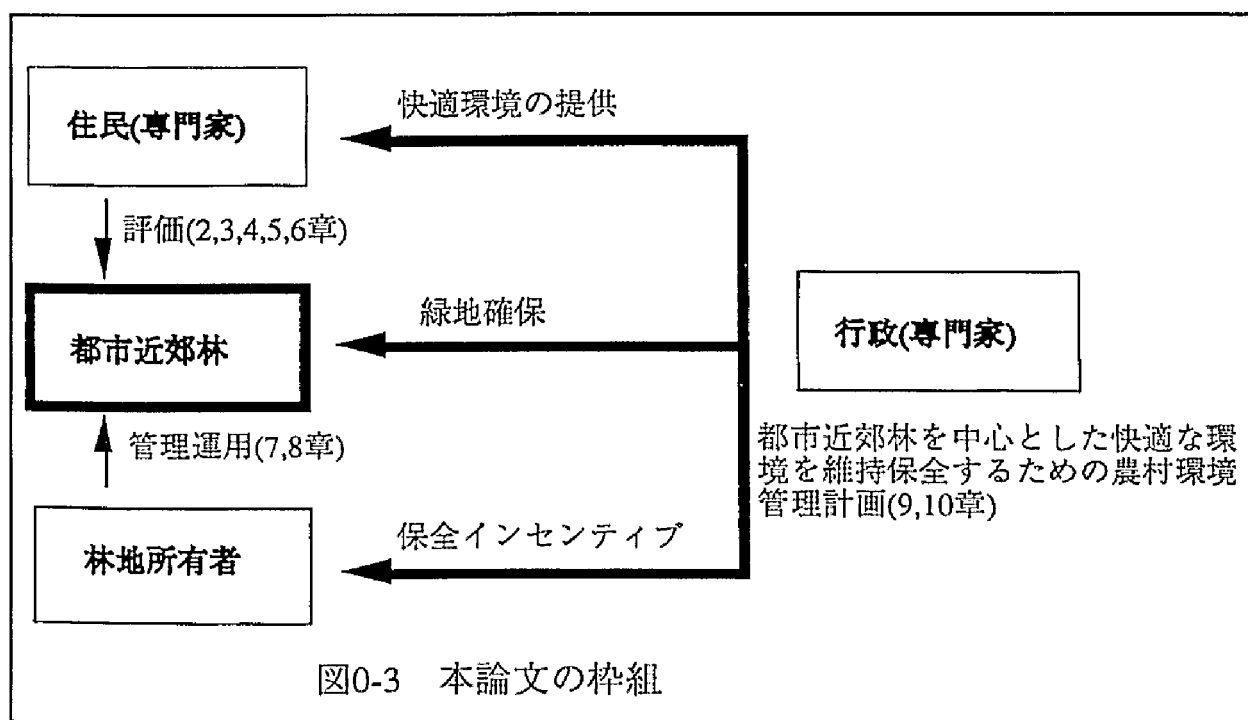 快適環境の提供
住民(専門家)
評価(2,3,4,5,6章)
緑地確保
都市近郊林
行政(専門家)
管理運用(7,8章)
都市近郊林を中心とした快適な環
境を維持保全するための農村環境
管理計画(9,10章)
保全インセンティブ
林地所有者
図0-3 本論文の枠組